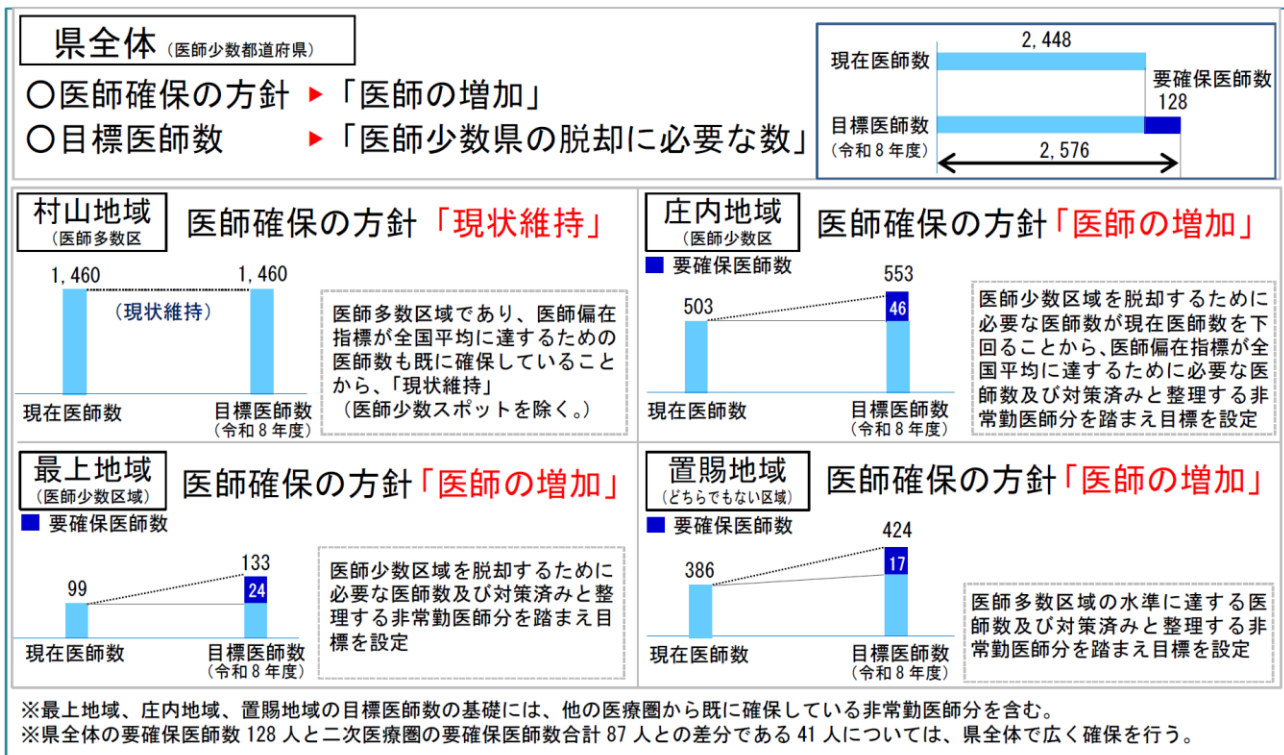 県全体（医師少数都道府県）
〇医師確保の方針 ▶「医師の増加」
〇目標医師数 ▶「医師少数県の脱却に必要な数」
2,448
現在医師数
要確保医師数
128
目標医師数
（令和８年度）
2,576
村山地域
（医師多数区
医師確保の方針「現状維持」
1,460
1,460
（現状維持）
現在医師数
目標医師数
（令和８年度）
医師多数区域であり、医師偏在
指標が全国平均に達するための
医師数も既に確保していること
から、「現状維持」
（医師少数スポットを除く。）
庄内地域
（医師少数区
医師確保の方針「医師の増加」
要確保医師数
503
553
46
現在医師数
目標医師数
（令和８年度）
医師少数区域を脱却するために
必要な医師数が現在医師数を下
回ることから、医師偏在指標が全
国平均に達するために必要な医
師数及び対策済みと整理する非
常勤医師分を踏まえ目標を設定
最上地域
（医師少数区域）
医師確保の方針「医師の増加」
要確保医師数
99
133
24
現在医師数
目標医師数
（令和８年度）
医師少数区域を脱却するために
必要な医師数及び対策済みと整
理する非常勤医師分を踏まえ目
標を設定
置賜地域
（どちらでもない区域）
医師確保の方針「医師の増加」
要確保医師数
386
424
17
現在医師数
目標医師数
（令和８年度）
医師多数区域の水準に達する医
師数及び対策済みと整理する非
常勤医師分を踏まえ目標を設定
※最上地域、庄内地域、置賜地域の目標医師数の基礎には、他の医療圏から既に確保している非常勤医師分を含む。
※県全体の要確保医師数 128 人と二次医療圏の要確保医師数合計 87 人との差分である 41 人については、県全体で広く確保を行う。